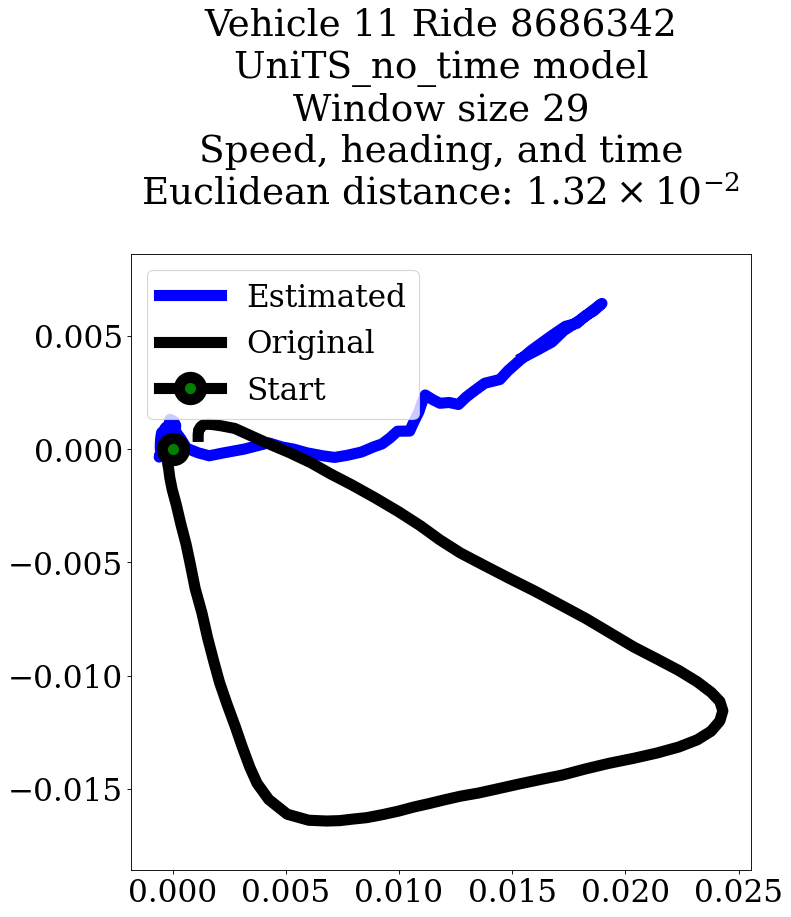 Vehicle 11 Ride 8686342
UniTS_no_time model
Window size 29
Speed, heading, and time
Euclidean distance: 1.32 × 10⁻²
Estimated
Original
Start
0.005
0.000
−0.005
−0.010
−0.015
0.000 0.005 0.010 0.015 0.020 0.025